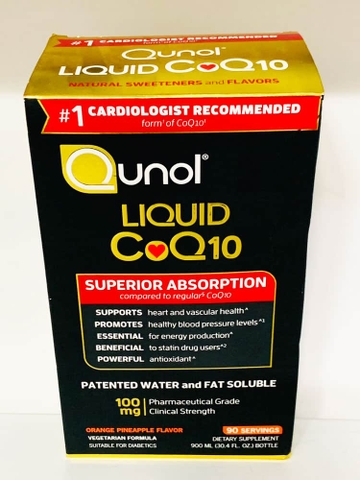 #1 CARDIOLOGIST RECOMMENDED
Qunol®
LIQUID CoQ10
NATURAL SWEETENERS and FLAVORS
#1 CARDIOLOGIST RECOMMENDED
form† of CoQ10‡
Qunol®
LIQUID
CoQ10
SUPERIOR ABSORPTION
compared to regular§ CoQ10
SUPPORTS heart and vascular health^
PROMOTES healthy blood pressure levels^1
ESSENTIAL for energy production^
BENEFICIAL to statin drug users^2
POWERFUL antioxidant^
PATENTED WATER and FAT SOLUBLE
100 mg Pharmaceutical Grade
Clinical Strength
ORANGE PINEAPPLE FLAVOR 90 SERVINGS
VEGETARIAN FORMULA DIETARY SUPPLEMENT
SUITABLE FOR DIABETICS 900 ML (30.4 FL. OZ.) BOTTLE